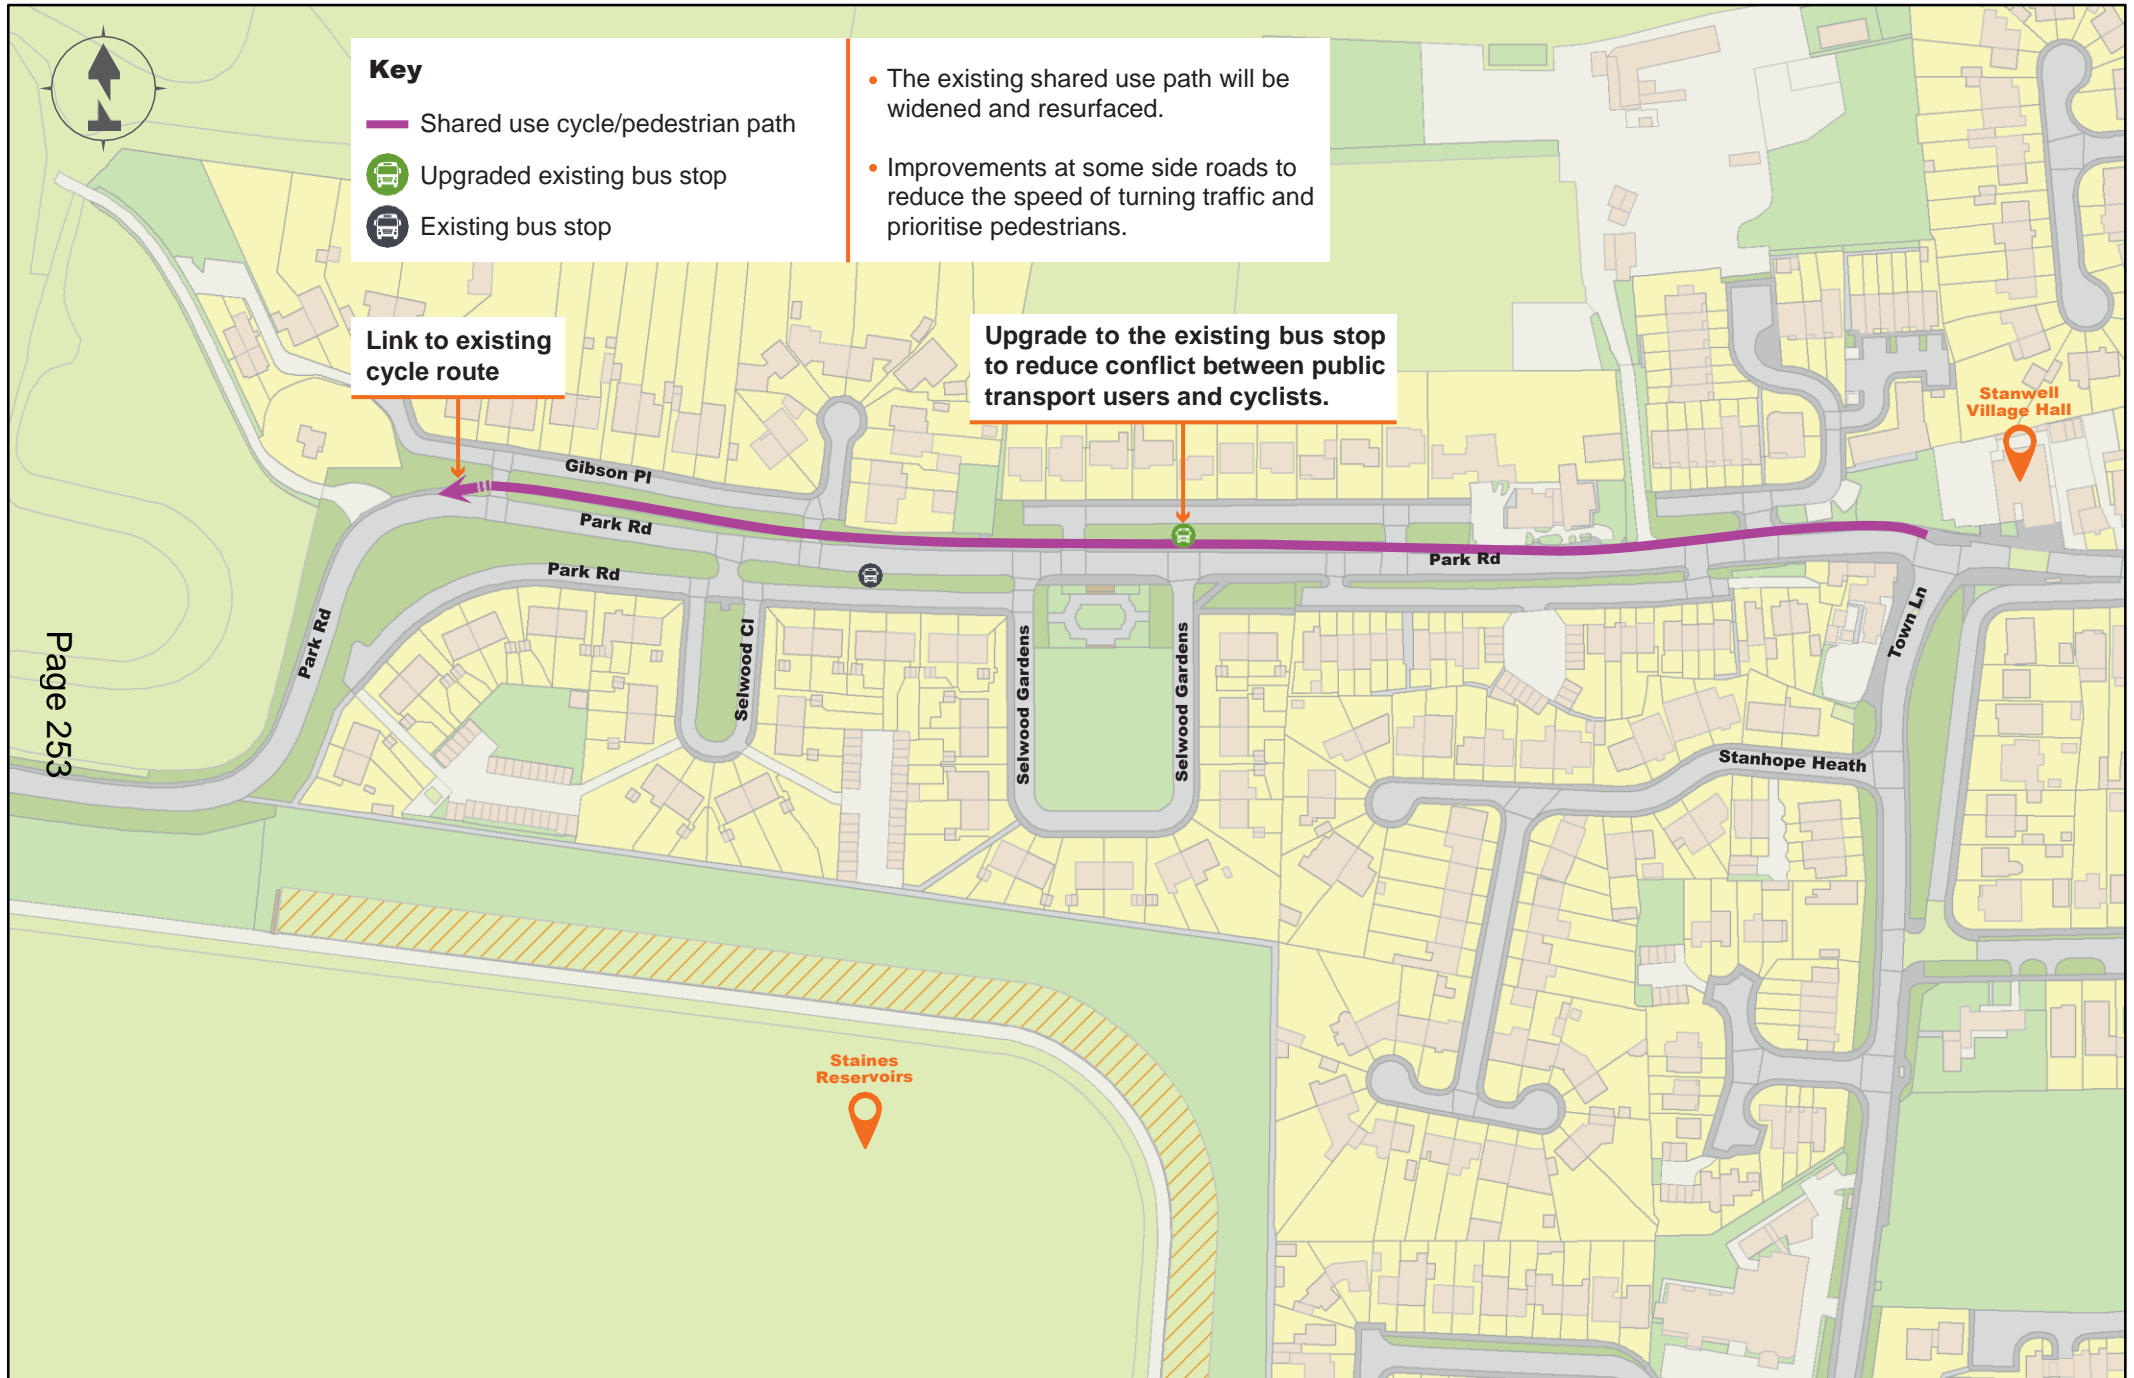 Key
Shared use cycle/pedestrian path
Upgraded existing bus stop
Existing bus stop
• The existing shared use path will be
widened and resurfaced.
• Improvements at some side roads to
reduce the speed of turning traffic and
prioritise pedestrians.
Link to existing
cycle route
Upgrade to the existing bus stop
to reduce conflict between public
transport users and cyclists.
Stanwell
Village Hall
Gibson Pl
Park Rd
Park Rd
Park Rd
Park Rd
Selwood Cl
Selwood Gardens
Selwood Gardens
Town Ln
Stanhope Heath
Page 253
Staines
Reservoirs